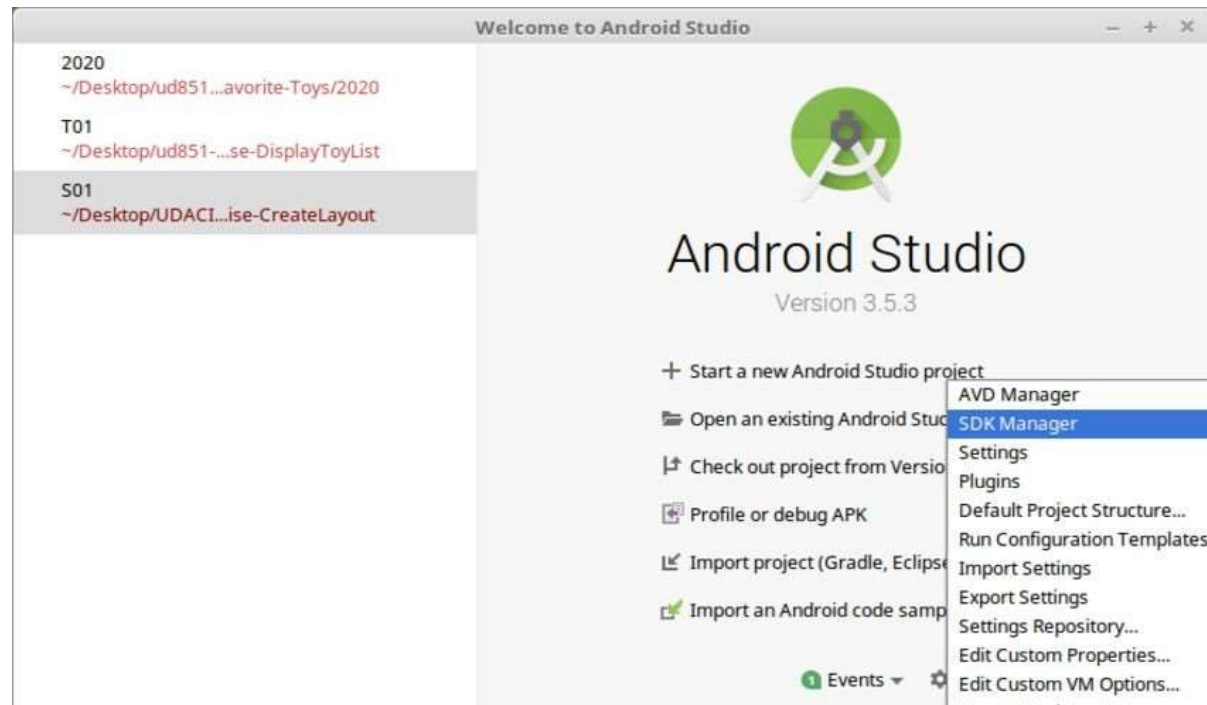 Welcome to Android Studio
2020
~/Desktop/ud851...avorite-Toys/2020
T01
~/Desktop/ud851-...se-DisplayToyList
S01
~/Desktop/UDACI...ise-CreateLayout
Android Studio
Version 3.5.3
Start a new Android Studio project
Open an existing Android Stud
Check out project from Versio
Profile or debug APK
Import project (Gradle, Eclipse
Import an Android code samp
1 Events
AVD Manager
SDK Manager
Settings
Plugins
Default Project Structure...
Run Configuration Templates
Import Settings
Export Settings
Settings Repository...
Edit Custom Properties...
Edit Custom VM Options...